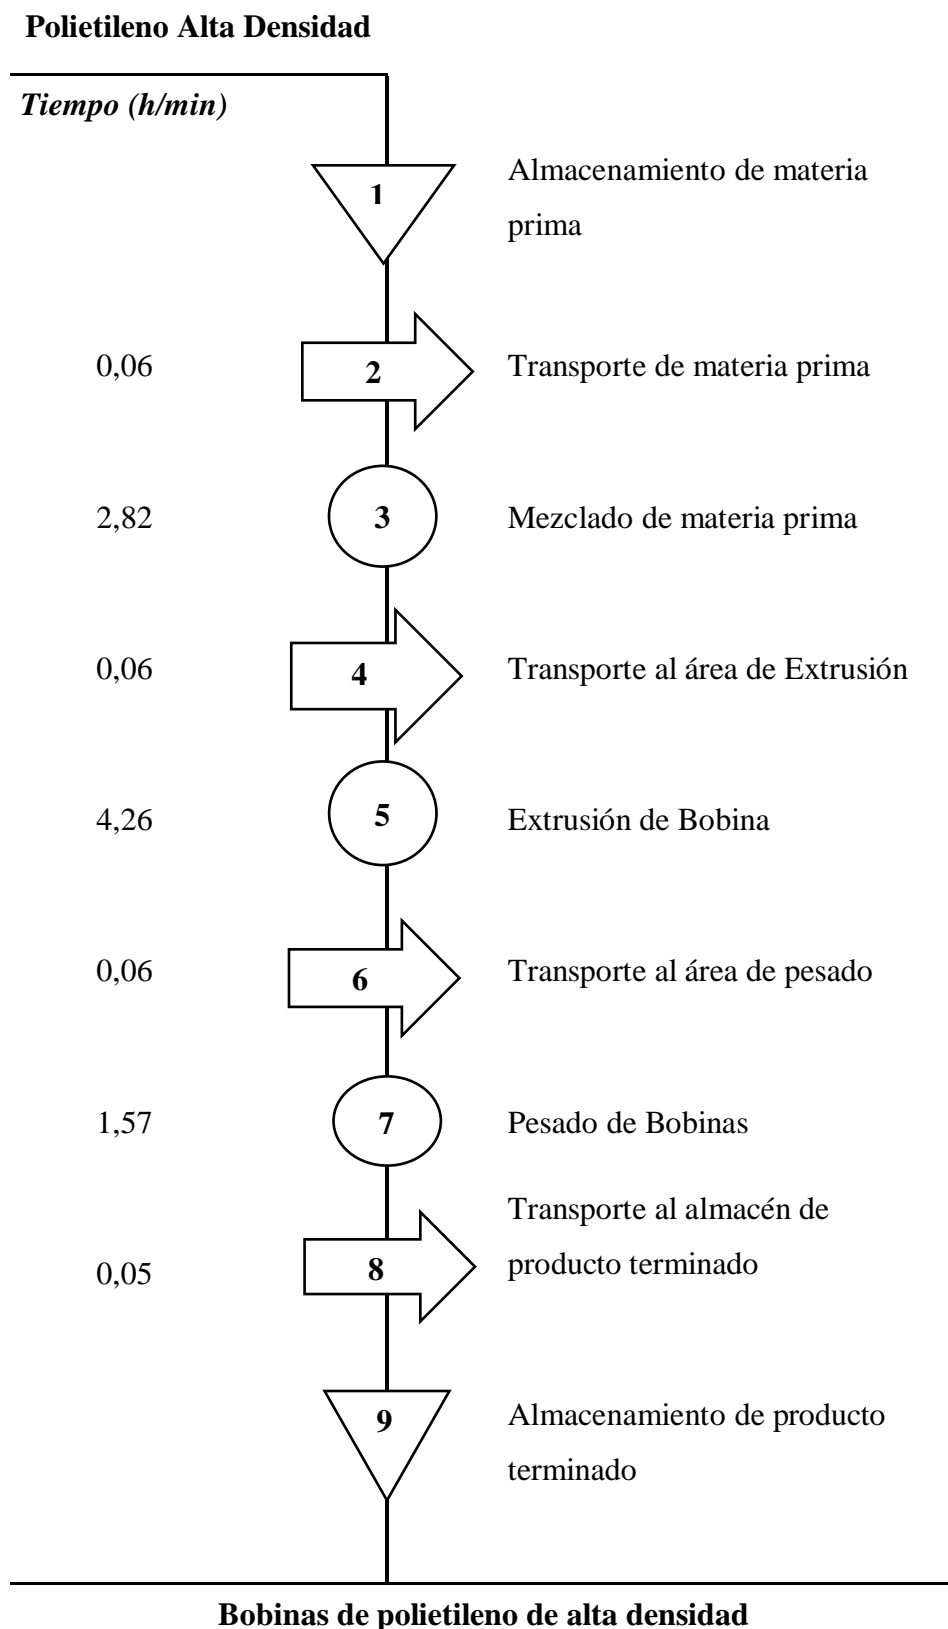 Polietileno Alta Densidad
Tiempo (h/min)
1
Almacenamiento de materia
prima
0,06
2
Transporte de materia prima
2,82
3
Mezclado de materia prima
0,06
4
Transporte al área de Extrusión
4,26
5
Extrusión de Bobina
0,06
6
Transporte al área de pesado
1,57
7
Pesado de Bobinas
0,05
8
Transporte al almacén de
producto terminado
9
Almacenamiento de producto
terminado
Bobinas de polietileno de alta densidad